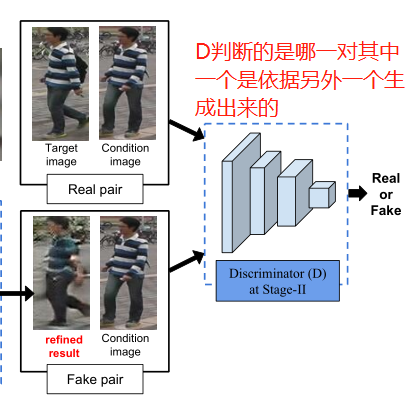 D判断的是哪一对其中
一个是依据另外一个生
成出来的
Target
image
Condition
image
Real pair
Real
or
Fake
Discriminator (D)
at Stage-II
refined
result
Condition
image
Fake pair